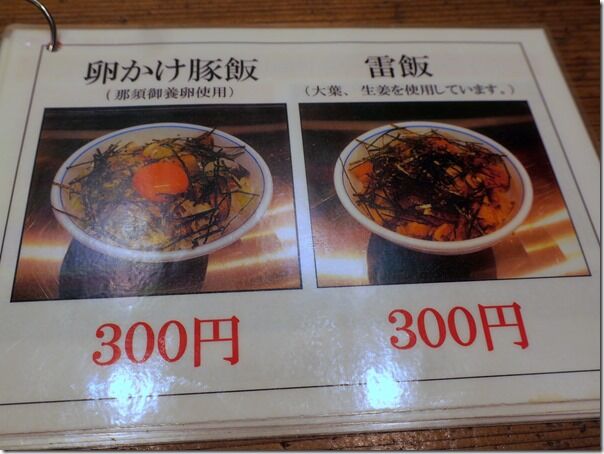 卵かけ豚飯
（那須御養卵使用）
300円
雷飯
（大葉、生姜を使用しています。）
300円